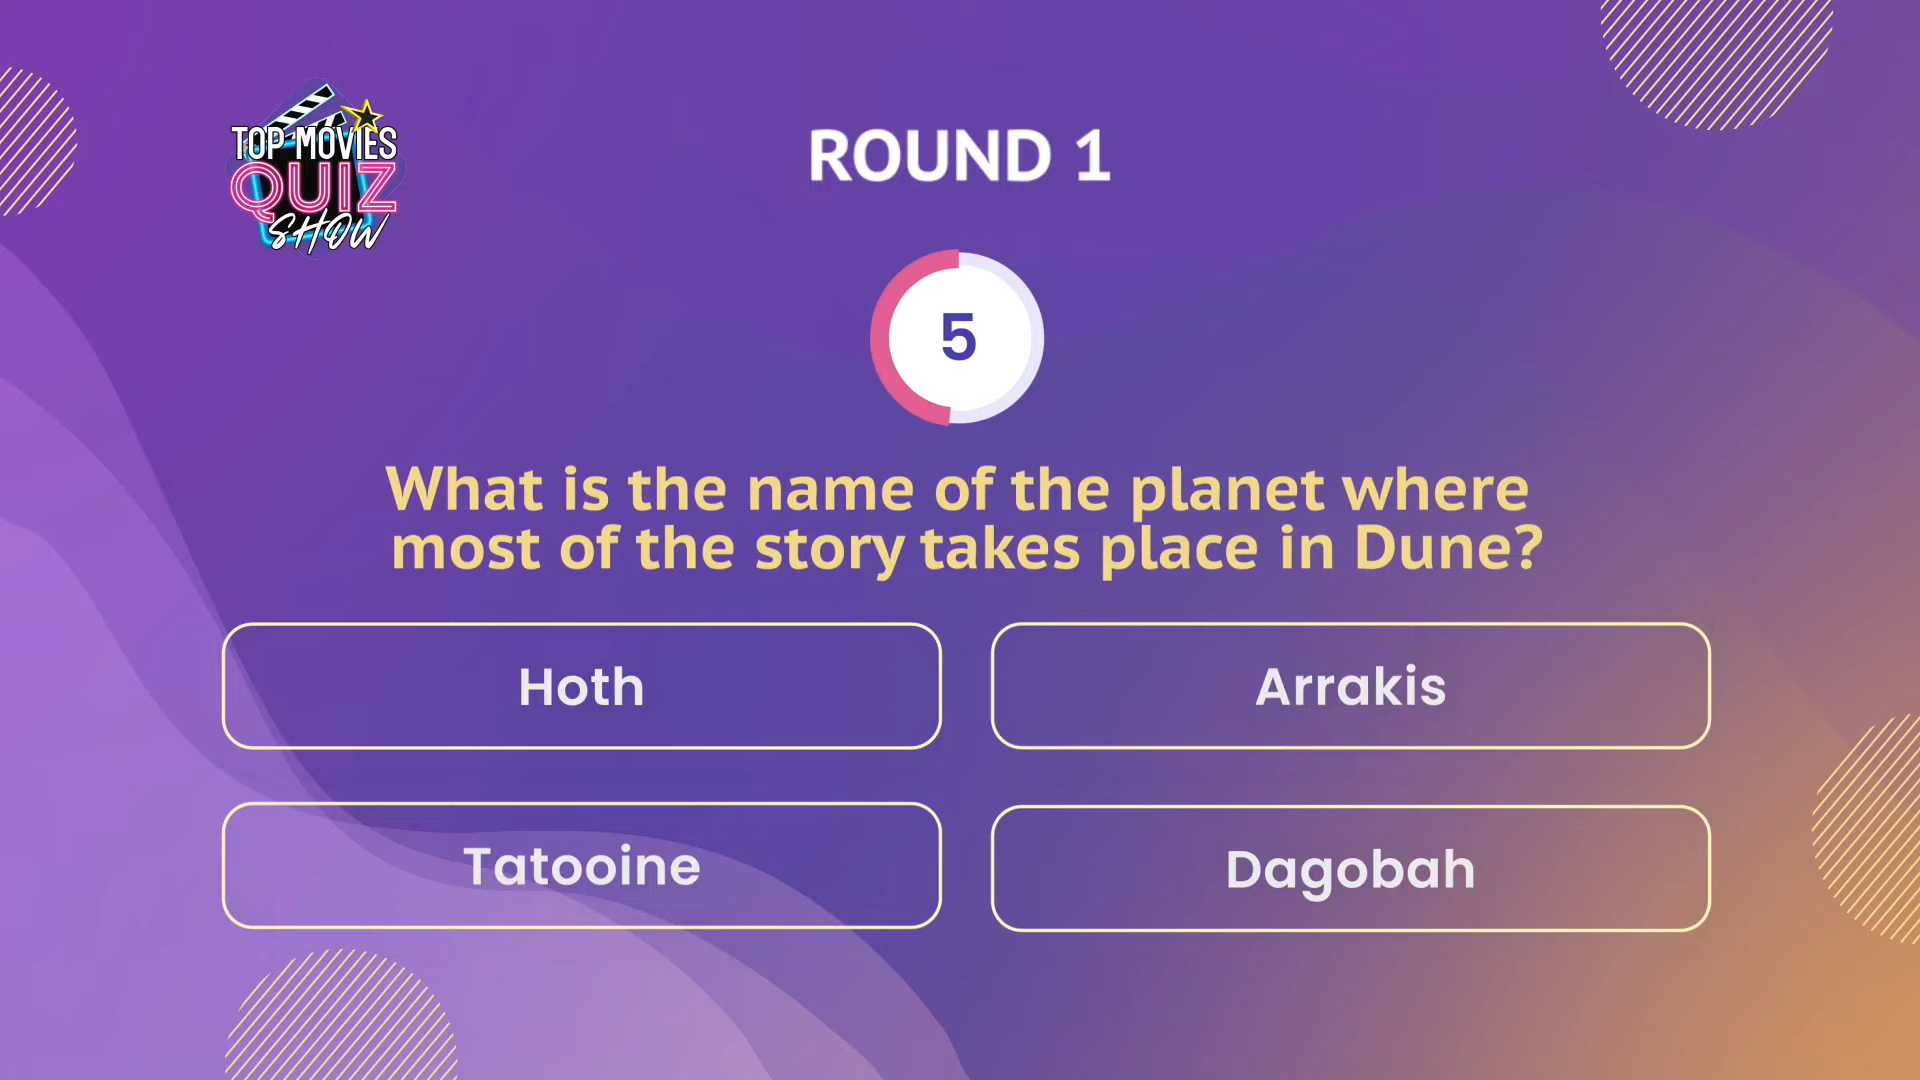 TOP MOVIES
QUIZ
SHOW
ROUND 1
5
What is the name of the planet where
most of the story takes place in Dune?
Hoth
Arrakis
Tatooine
Dagobah